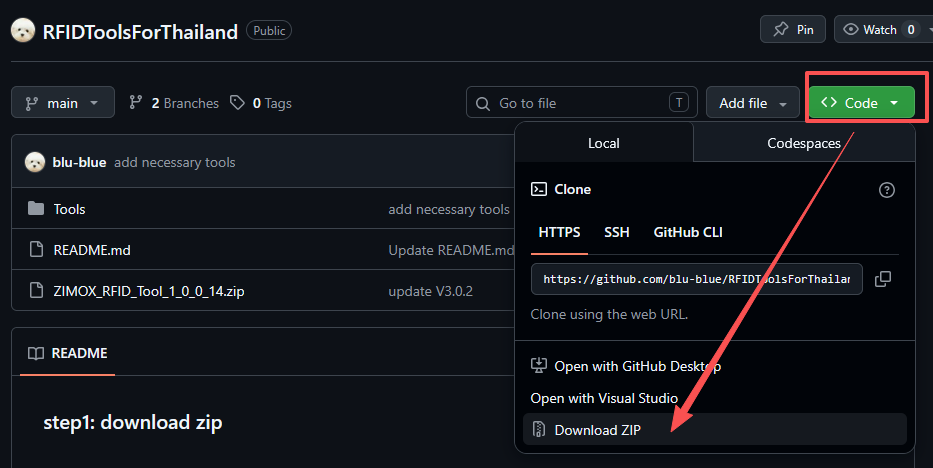 RFIDToolsForThailand Public Pin Watch 0
main 2 Branches 0 Tags Go to file T Add file Code
Local Codespaces
blu-blue add necessary tools
Clone
Tools add necessary tools
HTTPS SSH GitHub CLI
README.md Update README.md
https://github.com/blu-blue/RFIDToolsForThailan
ZIMOX_RFID_Tool_1_0_0_14.zip update V3.0.2
Clone using the web URL.
README
Open with GitHub Desktop
Open with Visual Studio
step1: download zip
Download ZIP